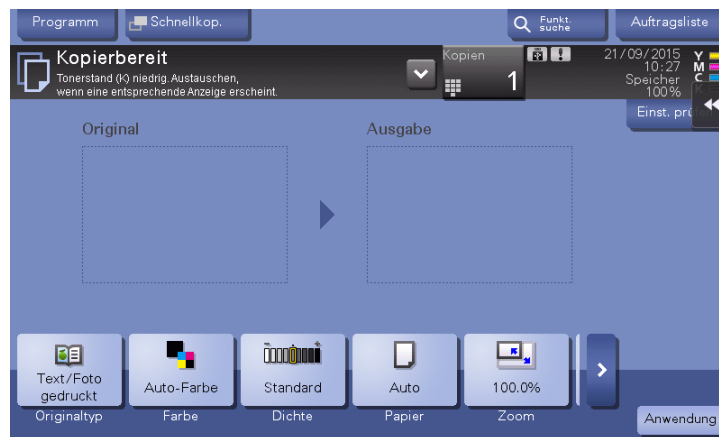 Programm
Schnellkop.
Funkt.
suche
Auftragsliste
Kopierbereit
Tonerstand (K) niedrig. Austauschen,
wenn eine entsprechende Anzeige erscheint.
Kopien
1
21/09/2015
10:27
Speicher
100%
Y
M
C
K
Einst.
Original
Ausgabe
Text/Foto
gedruckt
Auto-Farbe
Standard
Auto
100.0%
Originaltyp
Farbe
Dichte
Papier
Zoom
Anwendung